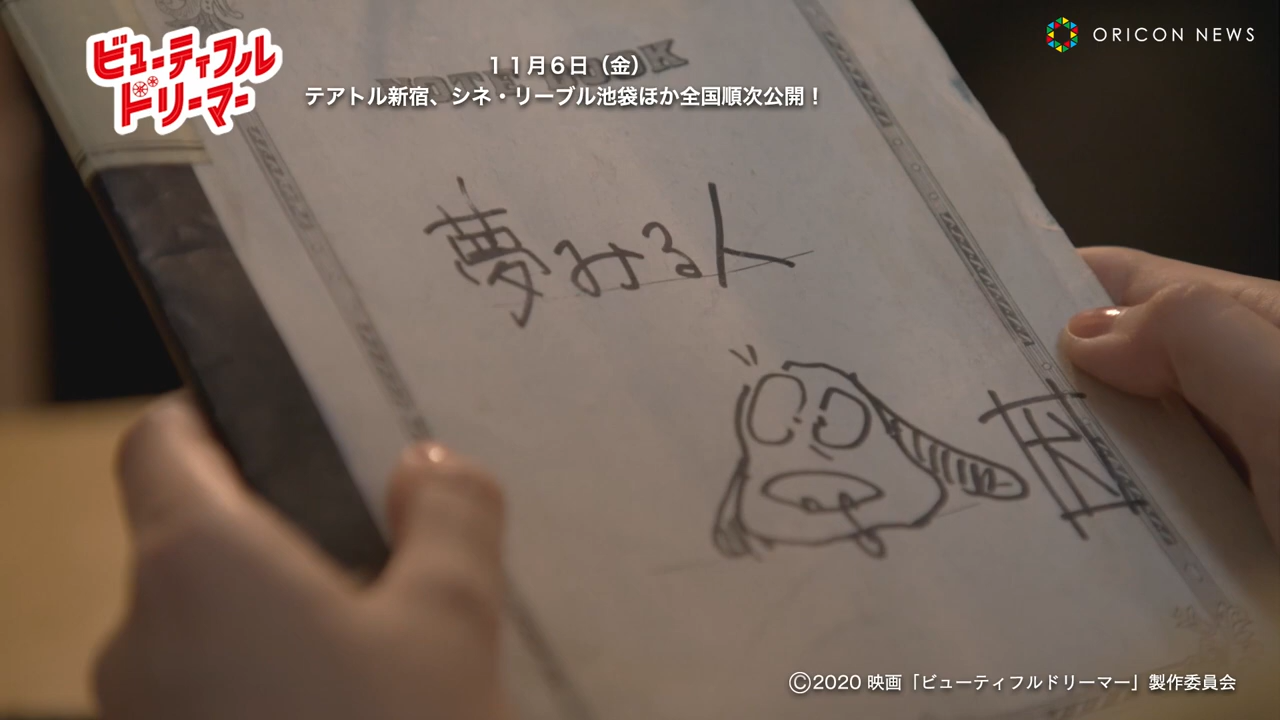 ビューティフル
ドリーマー
11月6日（金）
テアトル新宿、シネ・リーブル池袋ほか全国順次公開！
ORICON NEWS
NOTE BOOK
夢みる人
©2020 映画「ビューティフルドリーマー」製作委員会